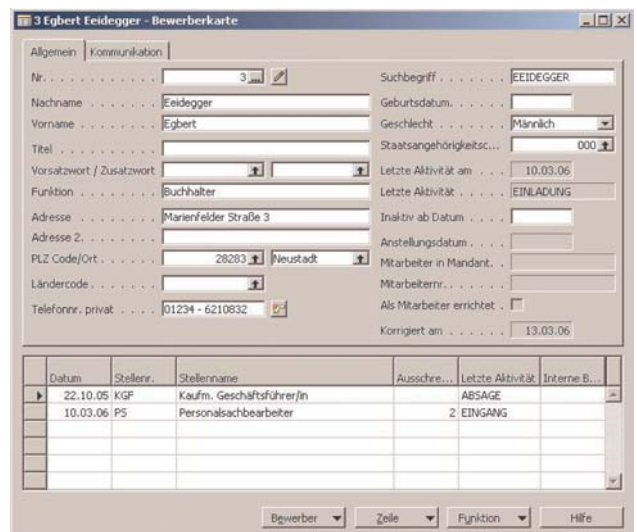 3 Egbert Eeidegger - Bewerberkarte
Allgemein Kommunikation
Nr. . . . . . . . . . . . . 3 ...
Nachname . . . . . . . Eeidegger
Vorname . . . . . . . . Egbert
Titel . . . . . . . . . . .
Vorsatzwort / Zusatzwort
Funktion . . . . . . . . Buchhalter
Adresse . . . . . . . . Marienfelder Straße 3
Adresse 2. . . . . . . .
PLZ Code/Ort . . . . . . 28283 Neustadt
Ländercode. . . . . . .
Telefonnr. privat . . . . 01234 - 6210832
Suchbegriff . . . . . . . EEIDEGGER
Geburtsdatum. . . . . .
Geschlecht . . . . . . . Männlich
Staatsangehörigkeitsc... 000
Letzte Aktivität am . . . 10.03.06
Letzte Aktivität . . . . . EINLADUNG
Inaktiv ab Datum . . . .
Anstellungsdatum. . . .
Mitarbeiter in Mandant. .
Mitarbeiternr. . . . . . .
Als Mitarbeiter errichtet .
Korrigiert am . . . . . . 13.03.06
Datum Stellenr. Stellenname Ausschre... Letzte Aktivität Interne B...
22.10.05 KGF Kaufm. Geschäftsführer/in ABSAGE
10.03.06 PS Personalsachbearbeiter 2 EINGANG
Bewerber Zeile Funktion Hilfe